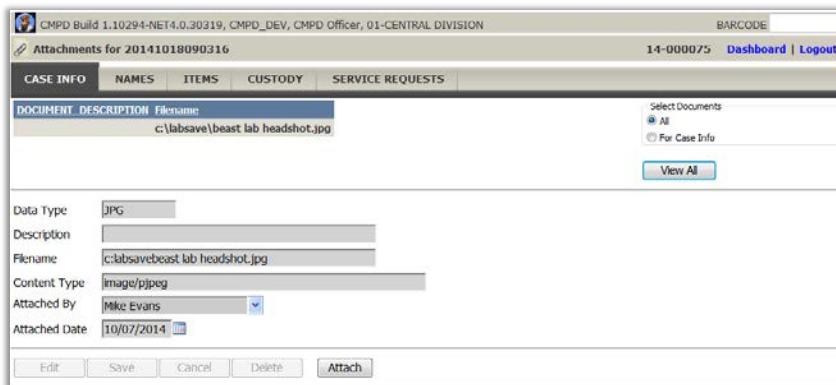 CMPD Build 1.10294-NET4.0.30319, CMPD_DEV, CMPD Officer, 01-CENTRAL DIVISION BARCODE
Attachments for 20141018090316 14-000075 Dashboard | Logout
CASE INFO NAMES ITEMS CUSTODY SERVICE REQUESTS
DOCUMENT_DESCRIPTION Filename
c:\labsave\beast lab headshot.jpg
Select Documents
All
For Case Info
View All
Data Type JPG
Description
Filename c:labsavebeast lab headshot.jpg
Content Type image/pjpeg
Attached By Mike Evans
Attached Date 10/07/2014
Edit Save Cancel Delete Attach